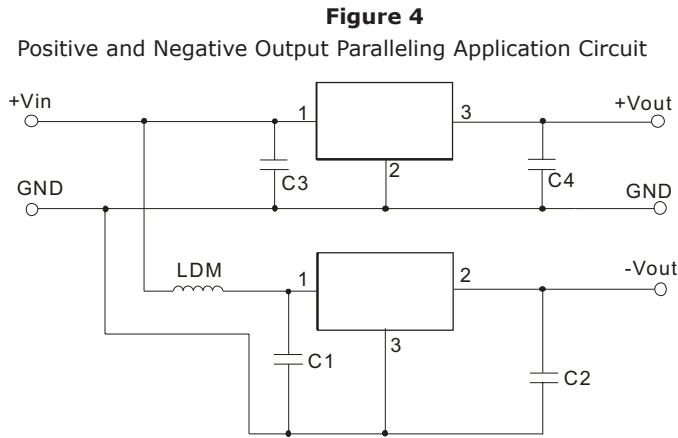 Figure 4
Positive and Negative Output Paralleling Application Circuit
+Vin
1
3
+Vout
2
C3
C4
GND
GND
LDM
1
2
-Vout
3
C1
C2